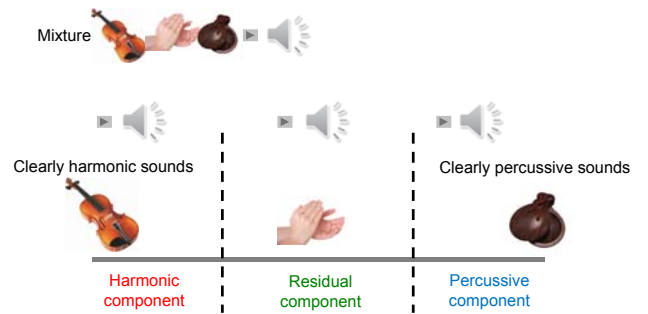 Mixture
Clearly harmonic sounds
Clearly percussive sounds
Harmonic
component
Residual
component
Percussive
component